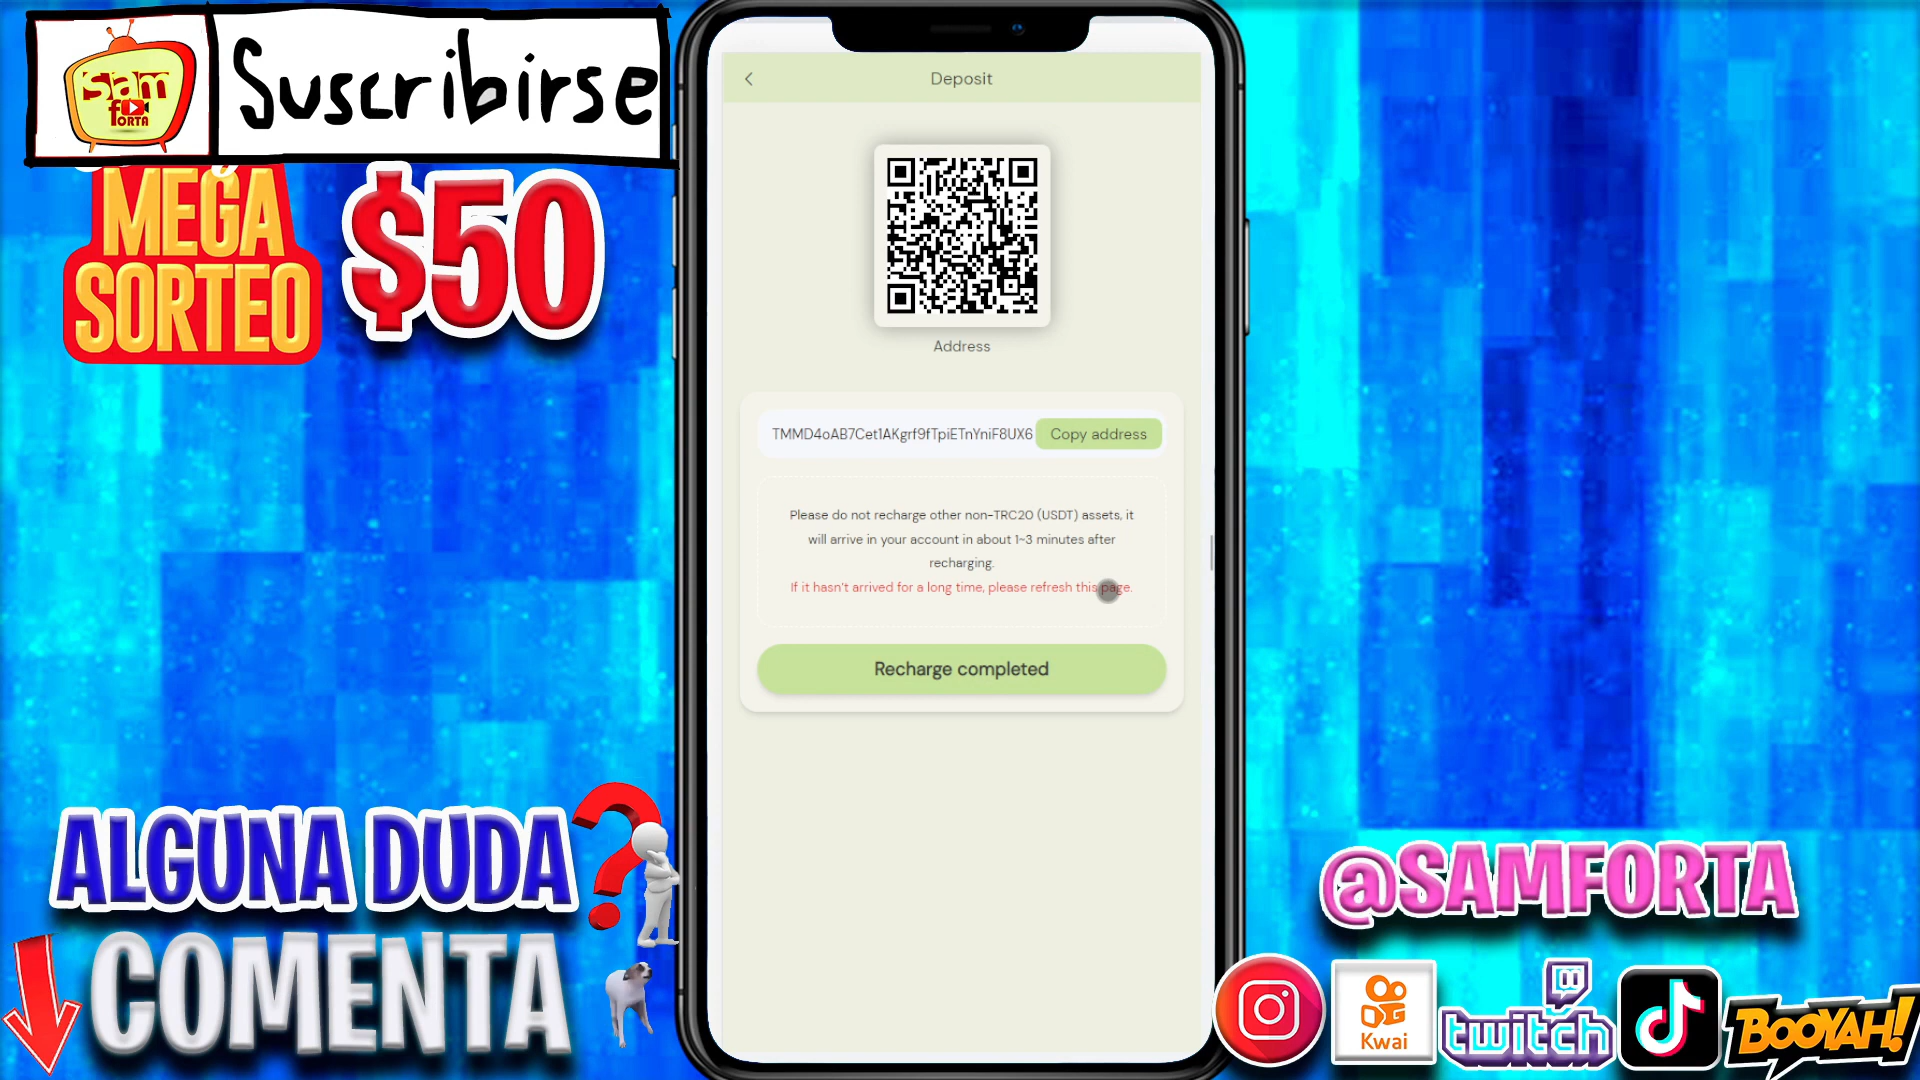 Sam
fORTA
Suscribirse
MEGA
SORTEO
$50
Deposit
Address
TMMD4oAB7Cet1AKgrf9fTpiETnYniF8UX6
Copy address
Please do not recharge other non-TRC20 (USDT) assets, it
will arrive in your account in about 1~3 minutes after
recharging.
If it hasn't arrived for a long time, please refresh this page.
Recharge completed
ALGUNA DUDA?
COMENTA
@SAMFORTA
Kwai
twitch
BOOYAH!